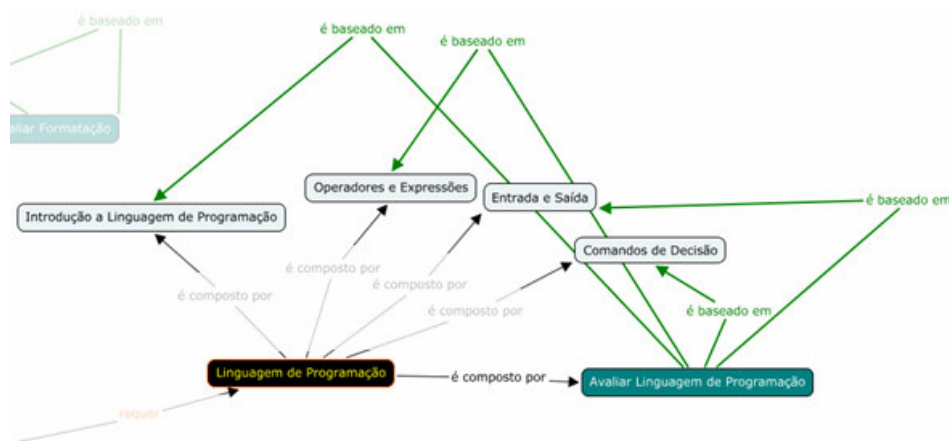 é baseado em
é baseado em
é baseado em
aliar Formatação
Operadores e Expressões
Entrada e Saída
é baseado em
Introdução a Linguagem de Programação
Comandos de Decisão
é composto por
é composto por
é composto por
é composto por
é baseado em
Linguagem de Programação
é composto por
Avaliar Linguagem de Programação
requer